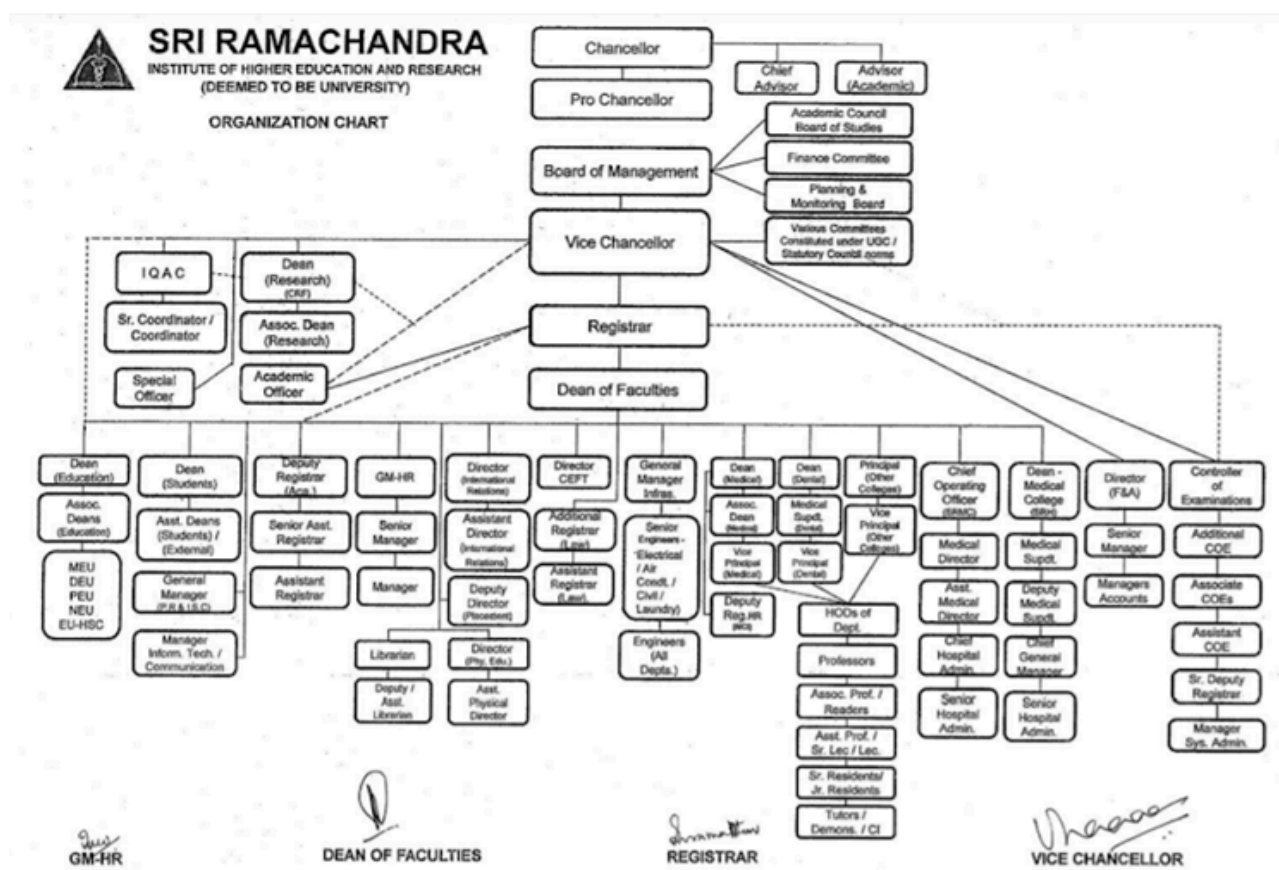 SRI RAMACHANDRA
INSTITUTE OF HIGHER EDUCATION AND RESEARCH
(DEEMED TO BE UNIVERSITY)
ORGANIZATION CHART
Chancellor
Chief
Advisor
Advisor
(Academic)
Pro Chancellor
Academic Council
Board of Studies
Board of Management
Finance Committee
Planning &
Monitoring Board
Vice Chancellor
Various Committees
Constituted under UGC /
Statutory Council norms
I Q A C
Dean
(Research)
(CRF)
Sr. Coordinator /
Coordinator
Assoc. Dean
(Research)
Registrar
Special
Officer
Academic
Officer
Dean of Faculties
Dean
(Education)
Assoc.
Deans
(Education)
MEU
DEU
PEU
NEU
EU-HSC
Dean
(Students)
Asst. Deans
(Students) /
(External)
General
Manager
(P.R & I.S.C)
Manager
Inform. Tech. /
Communication
Deputy
Registrar
(Aca.)
Senior Asst.
Registrar
Assistant
Registrar
GM-HR
Senior
Manager
Manager
Director
(International
Relations)
Assistant
Director
(International
Relations)
Deputy
Director
(Placement)
Librarian
Deputy /
Asst.
Librarian
Director
(Phy. Edu.)
Asst.
Physical
Director
Director
CEFT
Additional
Registrar
(Law)
Assistant
Registrar
(Law)
General
Manager
Infras.
Senior
Engineers -
Electrical
/ Air
Condt. /
Civil /
Laundry)
Engineers
(All
Depts.)
Dean
(Medical)
Assoc.
Dean
(Medical)
Vice
Principal
(Medical)
Deputy
Reg.HR
Dean
(Dental)
Medical
Supdt.
(Dental)
Vice
Principal
(Dental)
Principal
(Other
Colleges)
Vice
Principal
(Other
Colleges)
HODs of
Dept.
Professors
Assoc. Prof. /
Readers
Asst. Prof. /
Sr. Lec / Lec.
Sr. Residents/
Jr. Residents
Tutors /
Demons. / CI
Chief
Operating
Officer
(SRMC)
Medical
Director
Asst.
Medical
Director
Chief
Hospital
Admin.
Senior
Hospital
Admin.
Dean -
Medical
College
(SRH)
Medical
Supdt.
Deputy
Medical
Supdt.
Chief
General
Manager
Senior
Hospital
Admin.
Director
(F&A)
Senior
Manager
Managers
Accounts
Controller
of
Examinations
Additional
COE
Associate
COEs
Assistant
COE
Sr. Deputy
Registrar
Manager
Sys. Admin.
GM-HR
DEAN OF FACULTIES
REGISTRAR
VICE CHANCELLOR